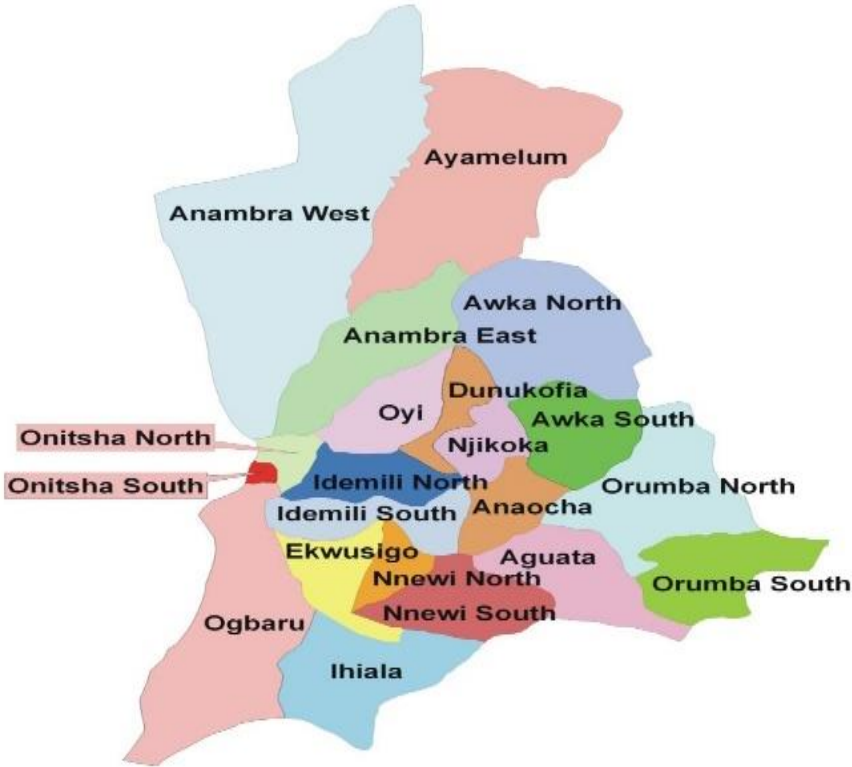 Ayamelum
Anambra West
Awka North
Anambra East
Dunukofia
Oyi
Awka South
Onitsha North
Njikoka
Idemili North
Onitsha South
Orumba North
Anaocha
Idemili South
Ekwusigo
Aguata
Nnewi North
Orumba South
Nnewi South
Ogbaru
Ihiala